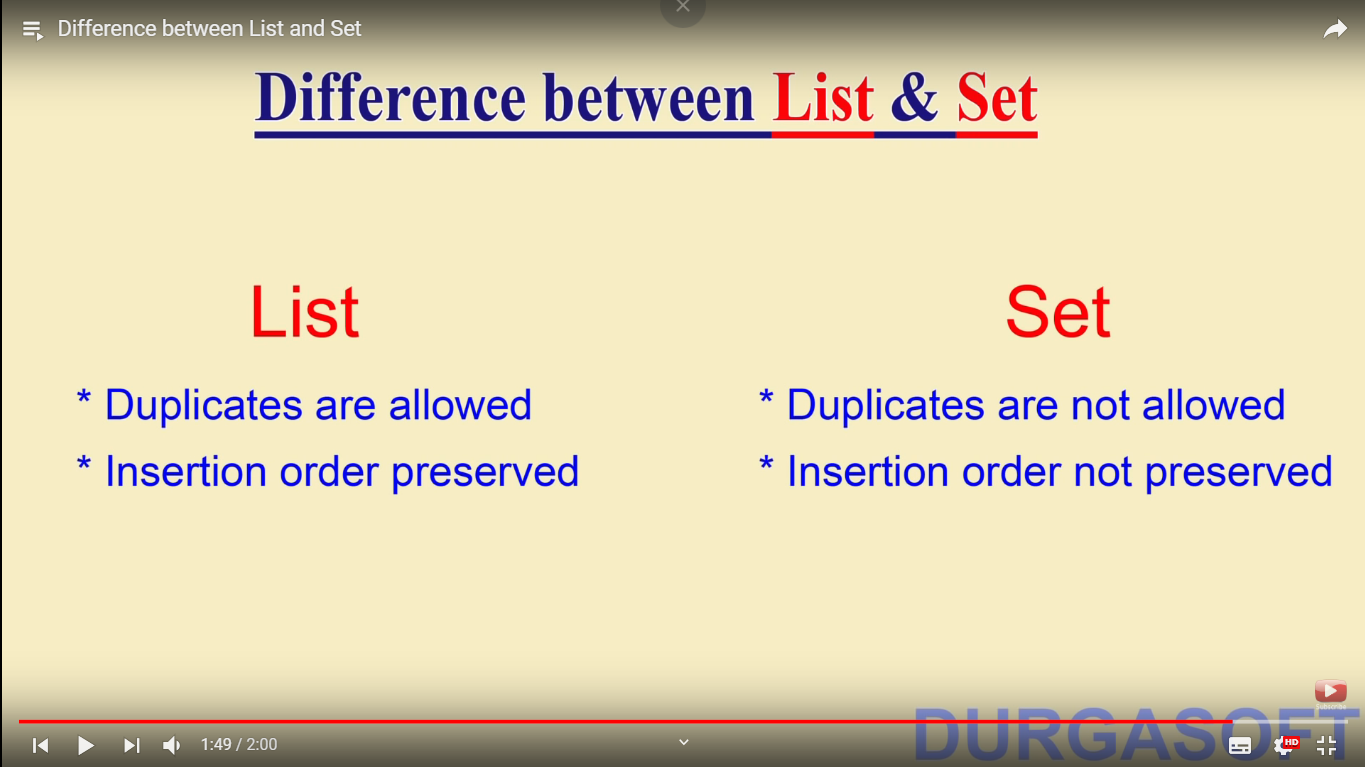 Difference between List and Set
Difference between List & Set
List
Set
* Duplicates are allowed
* Duplicates are not allowed
* Insertion order preserved
* Insertion order not preserved
Subscribe
DURGASOFT
1:49 / 2:00
HD